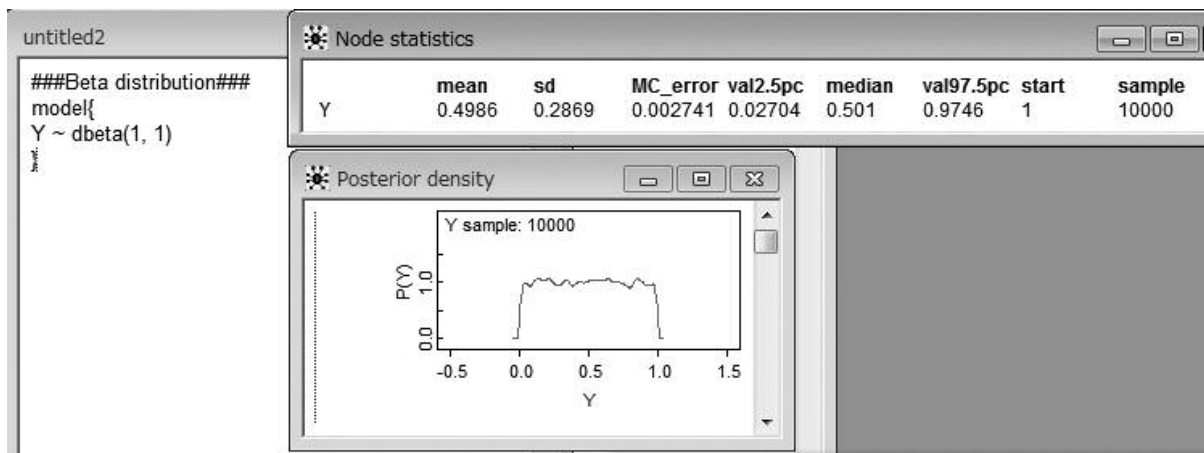 untitled2
###Beta distribution###
model{
Y ~ dbeta(1, 1)
}
Node statistics
mean sd MC_error val2.5pc median val97.5pc start sample
Y 0.4986 0.2869 0.002741 0.02704 0.501 0.9746 1 10000
Posterior density
Y sample: 10000
P(Y)
1.0
0.0
-0.5 0.0 0.5 1.0 1.5
Y